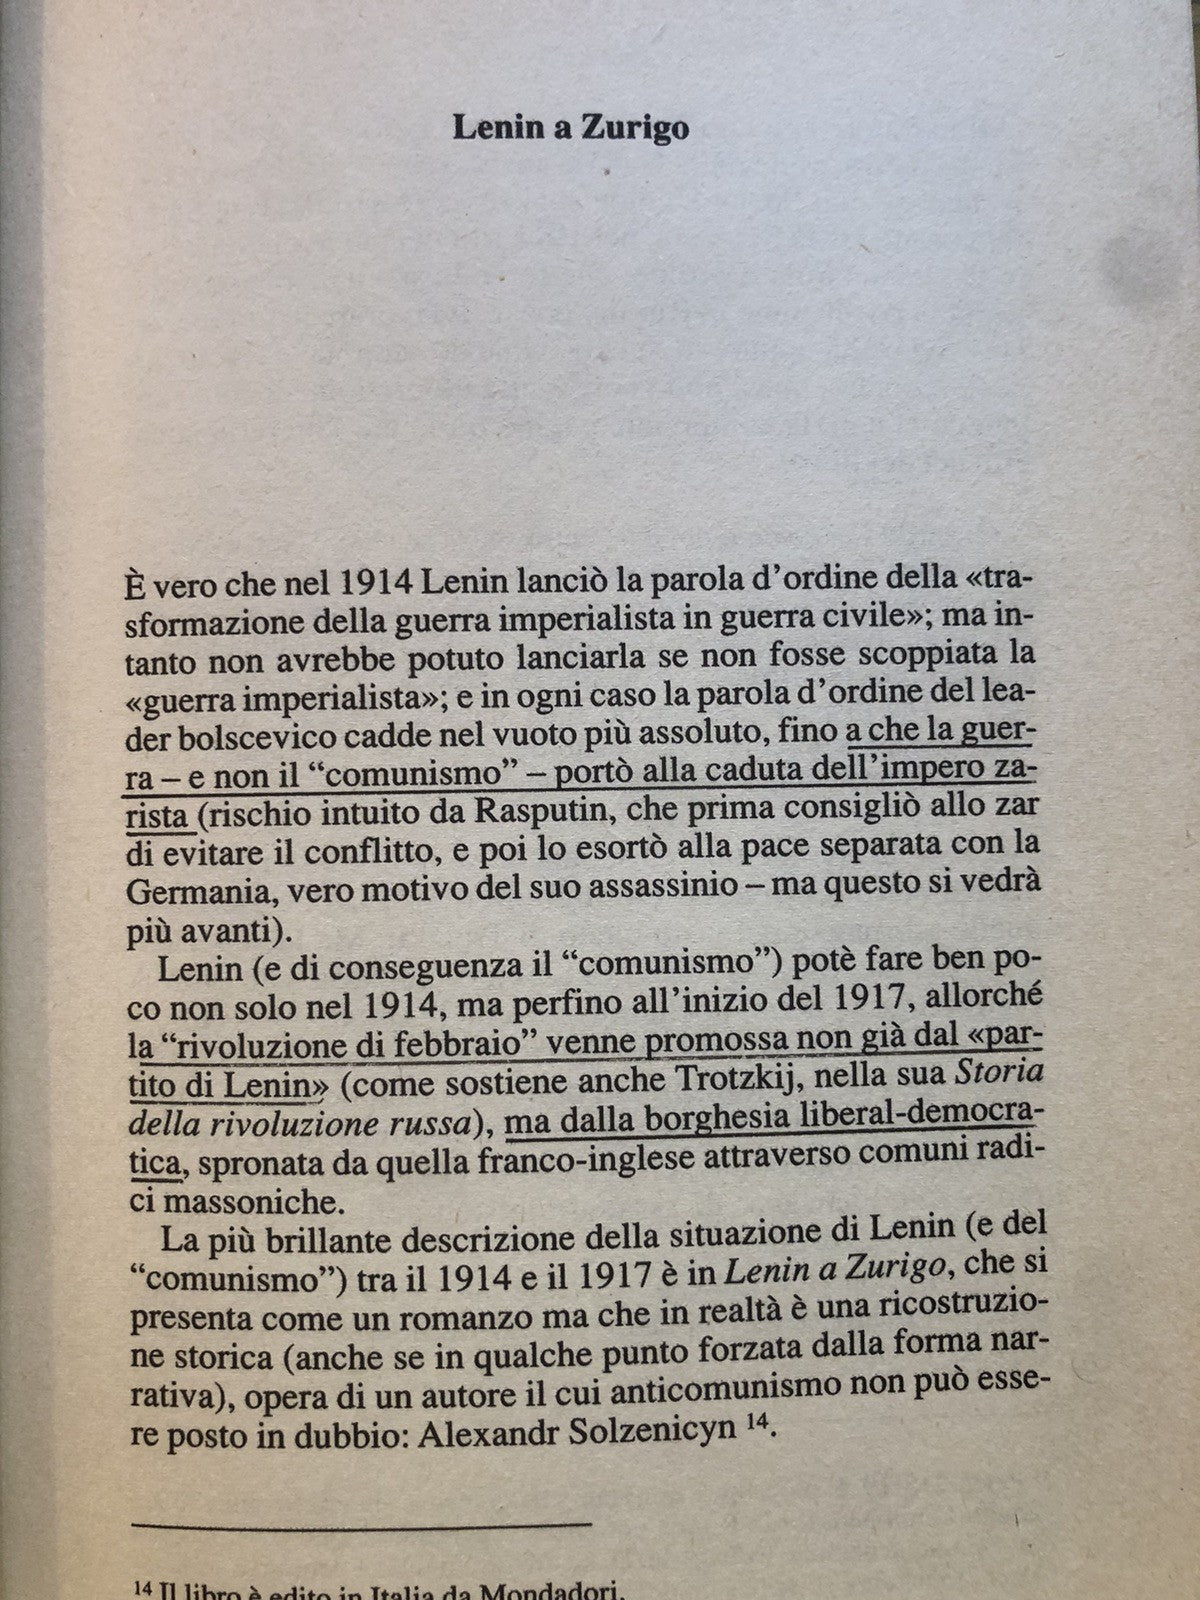 Lenin a Zurigo
È vero che nel 1914 Lenin lanciò la parola d'ordine della «tra-
sformazione della guerra imperialista in guerra civile»; ma in-
tanto non avrebbe potuto lanciarla se non fosse scoppiata la
«guerra imperialista»; e in ogni caso la parola d'ordine del lea-
der bolscevico cadde nel vuoto più assoluto, fino a che la guer-
ra – e non il “comunismo” – portò alla caduta dell'impero za-
rista (rischio intuito da Rasputin, che prima consigliò allo zar
di evitare il conflitto, e poi lo esortò alla pace separata con la
Germania, vero motivo del suo assassinio – ma questo si vedrà
più avanti).
Lenin (e di conseguenza il “comunismo”) potè fare ben po-
co non solo nel 1914, ma perfino all'inizio del 1917, allorché
la “rivoluzione di febbraio” venne promossa non già dal «par-
tito di Lenin» (come sostiene anche Trotzkij, nella sua Storia
della rivoluzione russa), ma dalla borghesia liberal-democra-
tica, spronata da quella franco-inglese attraverso comuni radi-
ci massoniche.
La più brillante descrizione della situazione di Lenin (e del
“comunismo”) tra il 1914 e il 1917 è in Lenin a Zurigo, che si
presenta come un romanzo ma che in realtà è una ricostruzio-
ne storica (anche se in qualche punto forzata dalla forma nar-
rativa), opera di un autore il cui anticomunismo non può esse-
re posto in dubbio: Alexandr Solzenicyn 14.
14 Il libro è edito in Italia da Mondadori.